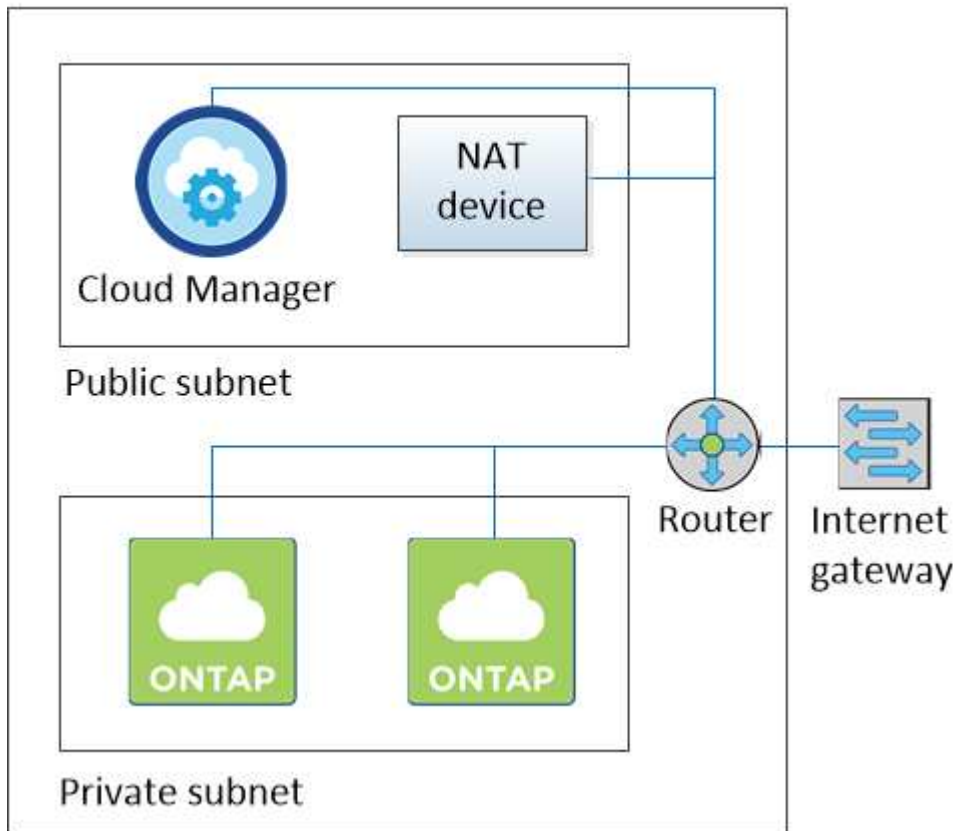 NAT
device
Cloud Manager
Public subnet
Router
Internet
gateway
ONTAP
ONTAP
Private subnet